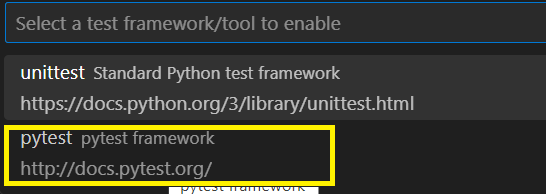 Select a test framework/tool to enable
unittest Standard Python test framework
https://docs.python.org/3/library/unittest.html
pytest pytest framework
http://docs.pytest.org/
pytest framework